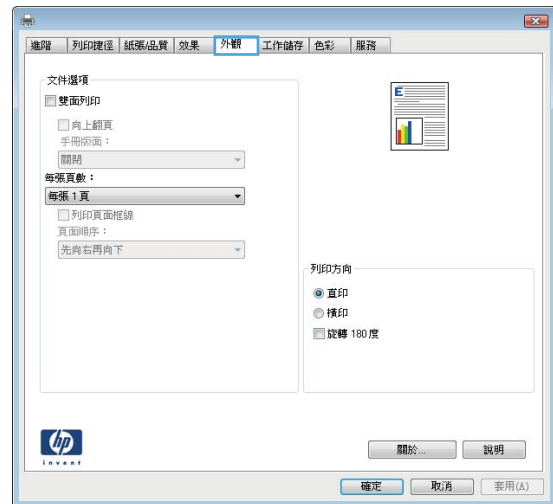 進階 列印捷徑 紙張/品質 效果 外觀 工作儲存 色彩 服務
文件選項
雙面列印
向上翻頁
手冊版面：
關閉
每張頁數：
每張 1 頁
列印頁面框線
頁面順序：
先向右再向下
E
列印方向
直印
橫印
旋轉 180 度
hp
invent
關於... 說明
確定 取消 套用(A)